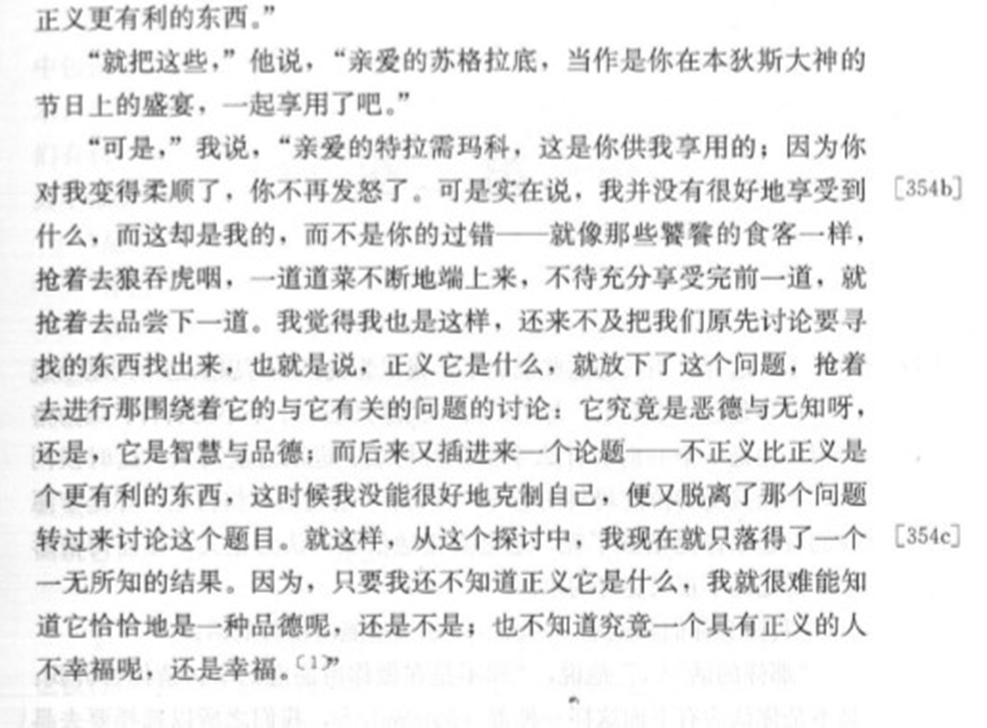 正义更有利的东西。”
“就把这些，”他说，“亲爱的苏格拉底，当作是你在本狄斯大神的
节日上的盛宴，一起享用了吧。”
“可是，”我说，“亲爱的特拉需玛科，这是你供我享用的；因为你
对我变得柔顺了，你不再发怒了。可是实在说，我并没有很好地享受到 [354b]
什么，而这却是我的，而不是你的过错——就像那些饕餮的食客一样，
抢着去狼吞虎咽，一道道菜不断地端上来，不待充分享受完前一道，就
抢着去品尝下一道。我觉得我也是这样，还来不及把我们原先讨论要寻
找的东西找出来，也就是说，正义它是什么，就放下了这个问题，抢着
去进行那围绕着它的与它有关的问题的讨论：它究竟是恶德与无知呀，
还是，它是智慧与品德；而后来又插进来一个论题——不正义比正义是
个更有利的东西，这时候我没能很好地克制自己，便又脱离了那个问题
转过来讨论这个题目。就这样，从这个探讨中，我现在就只落得了一个 [354c]
一无所知的结果。因为，只要我还不知道正义它是什么，我就很难能知
道它恰恰地是一种品德呢，还是不是；也不知道究竟一个具有正义的人
不幸福呢，还是幸福。〔1〕”